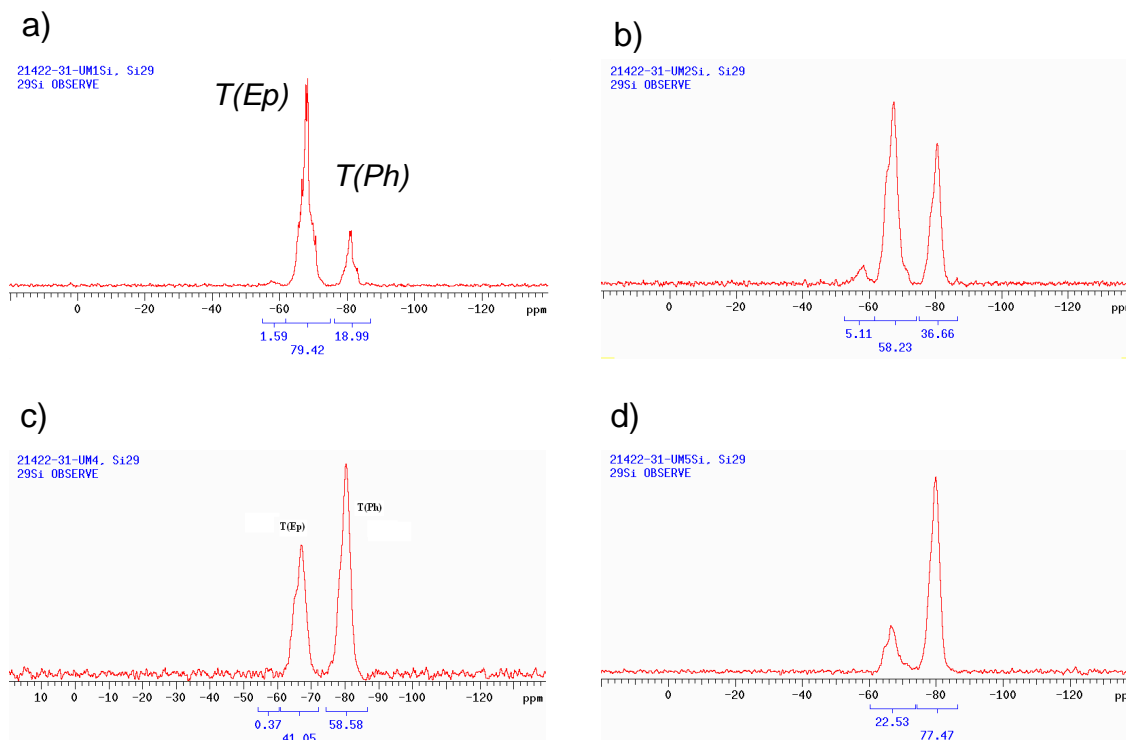 a)
21422-31-UM1Si, Si29
29Si OBSERVE
T(Ep)
T(Ph)
0 -20 -40 -60 -80 -100 -120 ppm
1.59 18.99
79.42
b)
21422-31-UM2Si, Si29
29Si OBSERVE
0 -20 -40 -60 -80 -100 -120 ppm
5.11 36.66
58.23
c)
21422-31-UM4, Si29
29Si OBSERVE
T(Ph)
T(Ep)
10 -0 -10 -20 -30 -40 -50 -60 -70 -80 -90 -100 -120 ppm
0.37 58.58
41.05
d)
21422-31-UM5Si, Si29
29Si OBSERVE
0 -20 -40 -60 -80 -100 -120 ppm
22.53
77.47